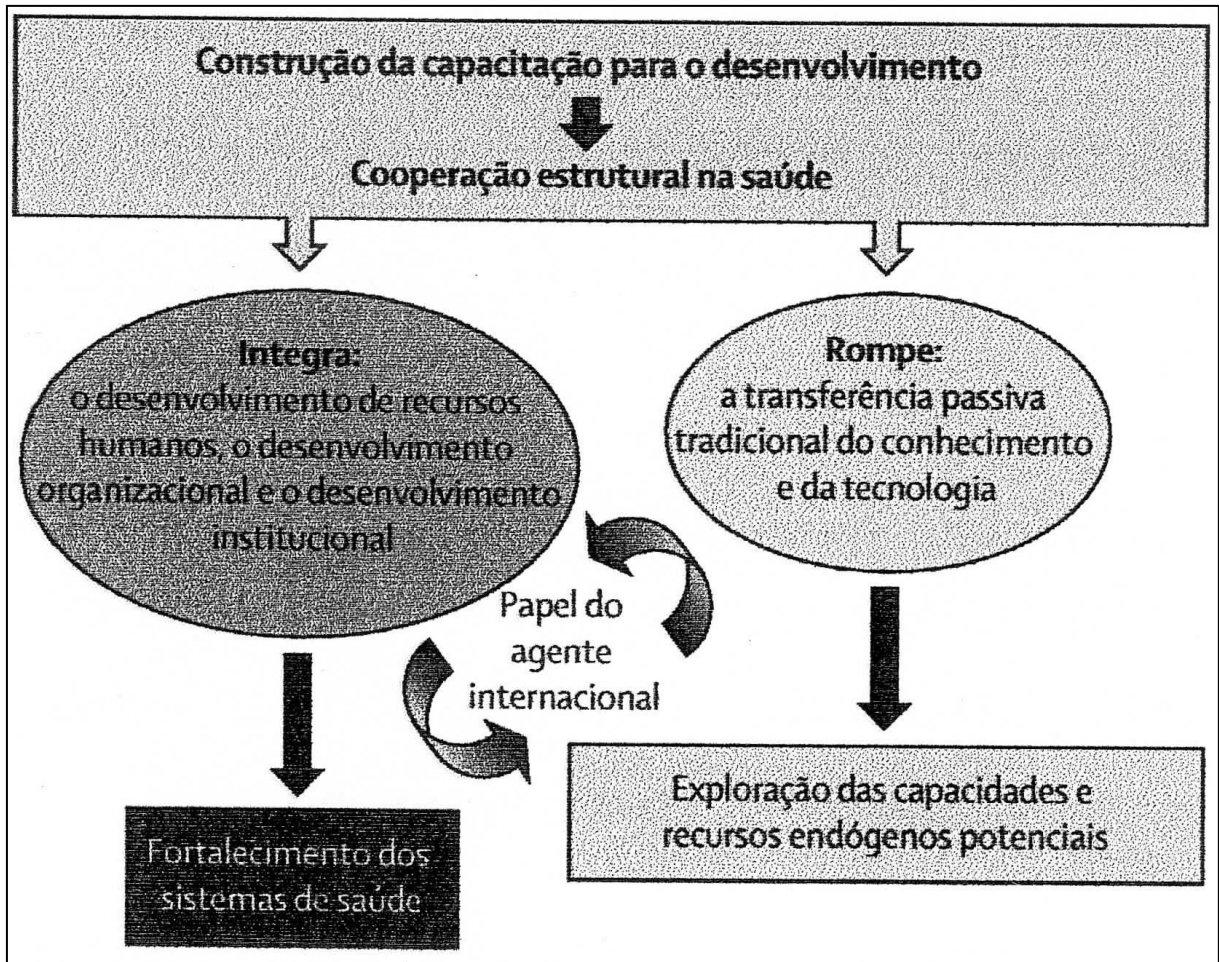 Construção da capacitação para o desenvolvimento
Cooperação estrutural na saúde
Integra:
o desenvolvimento de recursos
humanos, o desenvolvimento
organizacional e o desenvolvimento
institucional
Rompe:
a transferência passiva
tradicional do conhecimento
e da tecnologia
Papel do
agente
internacional
Fortalecimento dos
sistemas de saúde
Exploração das capacidades e
recursos endógenos potenciais